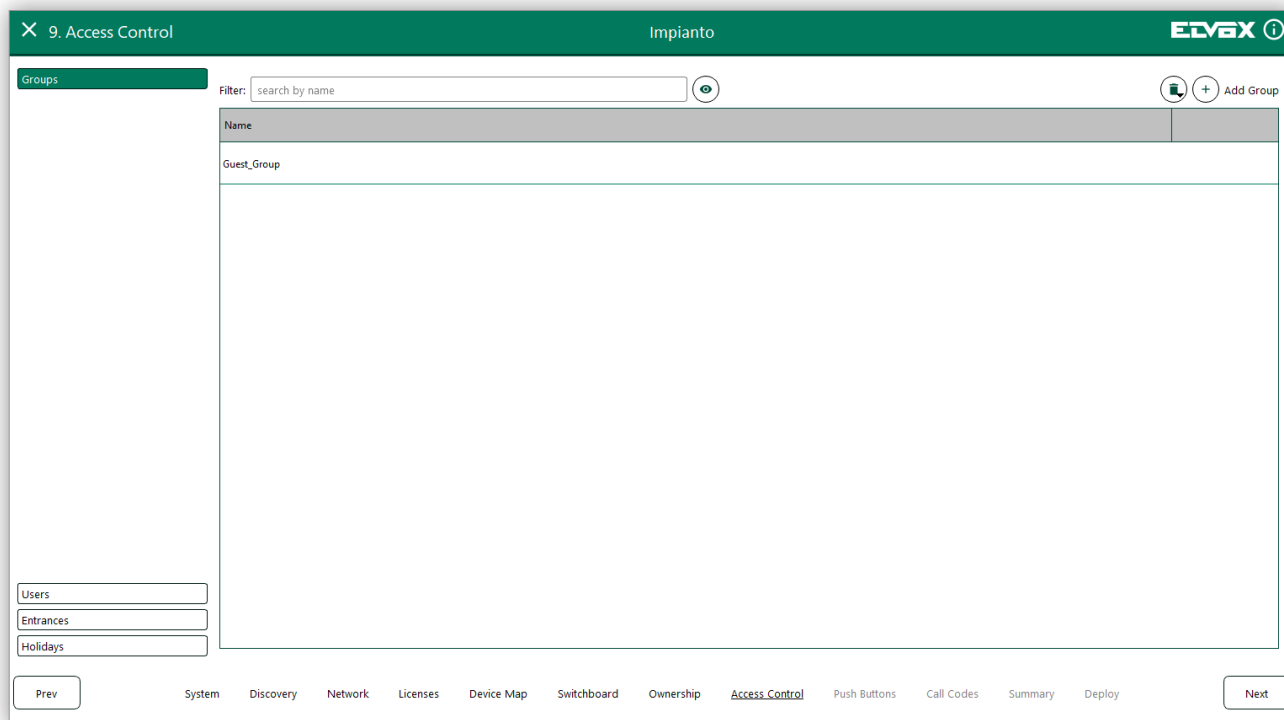 9. Access Control
Impianto
ELVOX
Groups
Filter: search by name
Add Group
Name
Guest_Group
Users
Entrances
Holidays
Prev
System Discovery Network Licenses Device Map Switchboard Ownership Access Control Push Buttons Call Codes Summary Deploy
Next